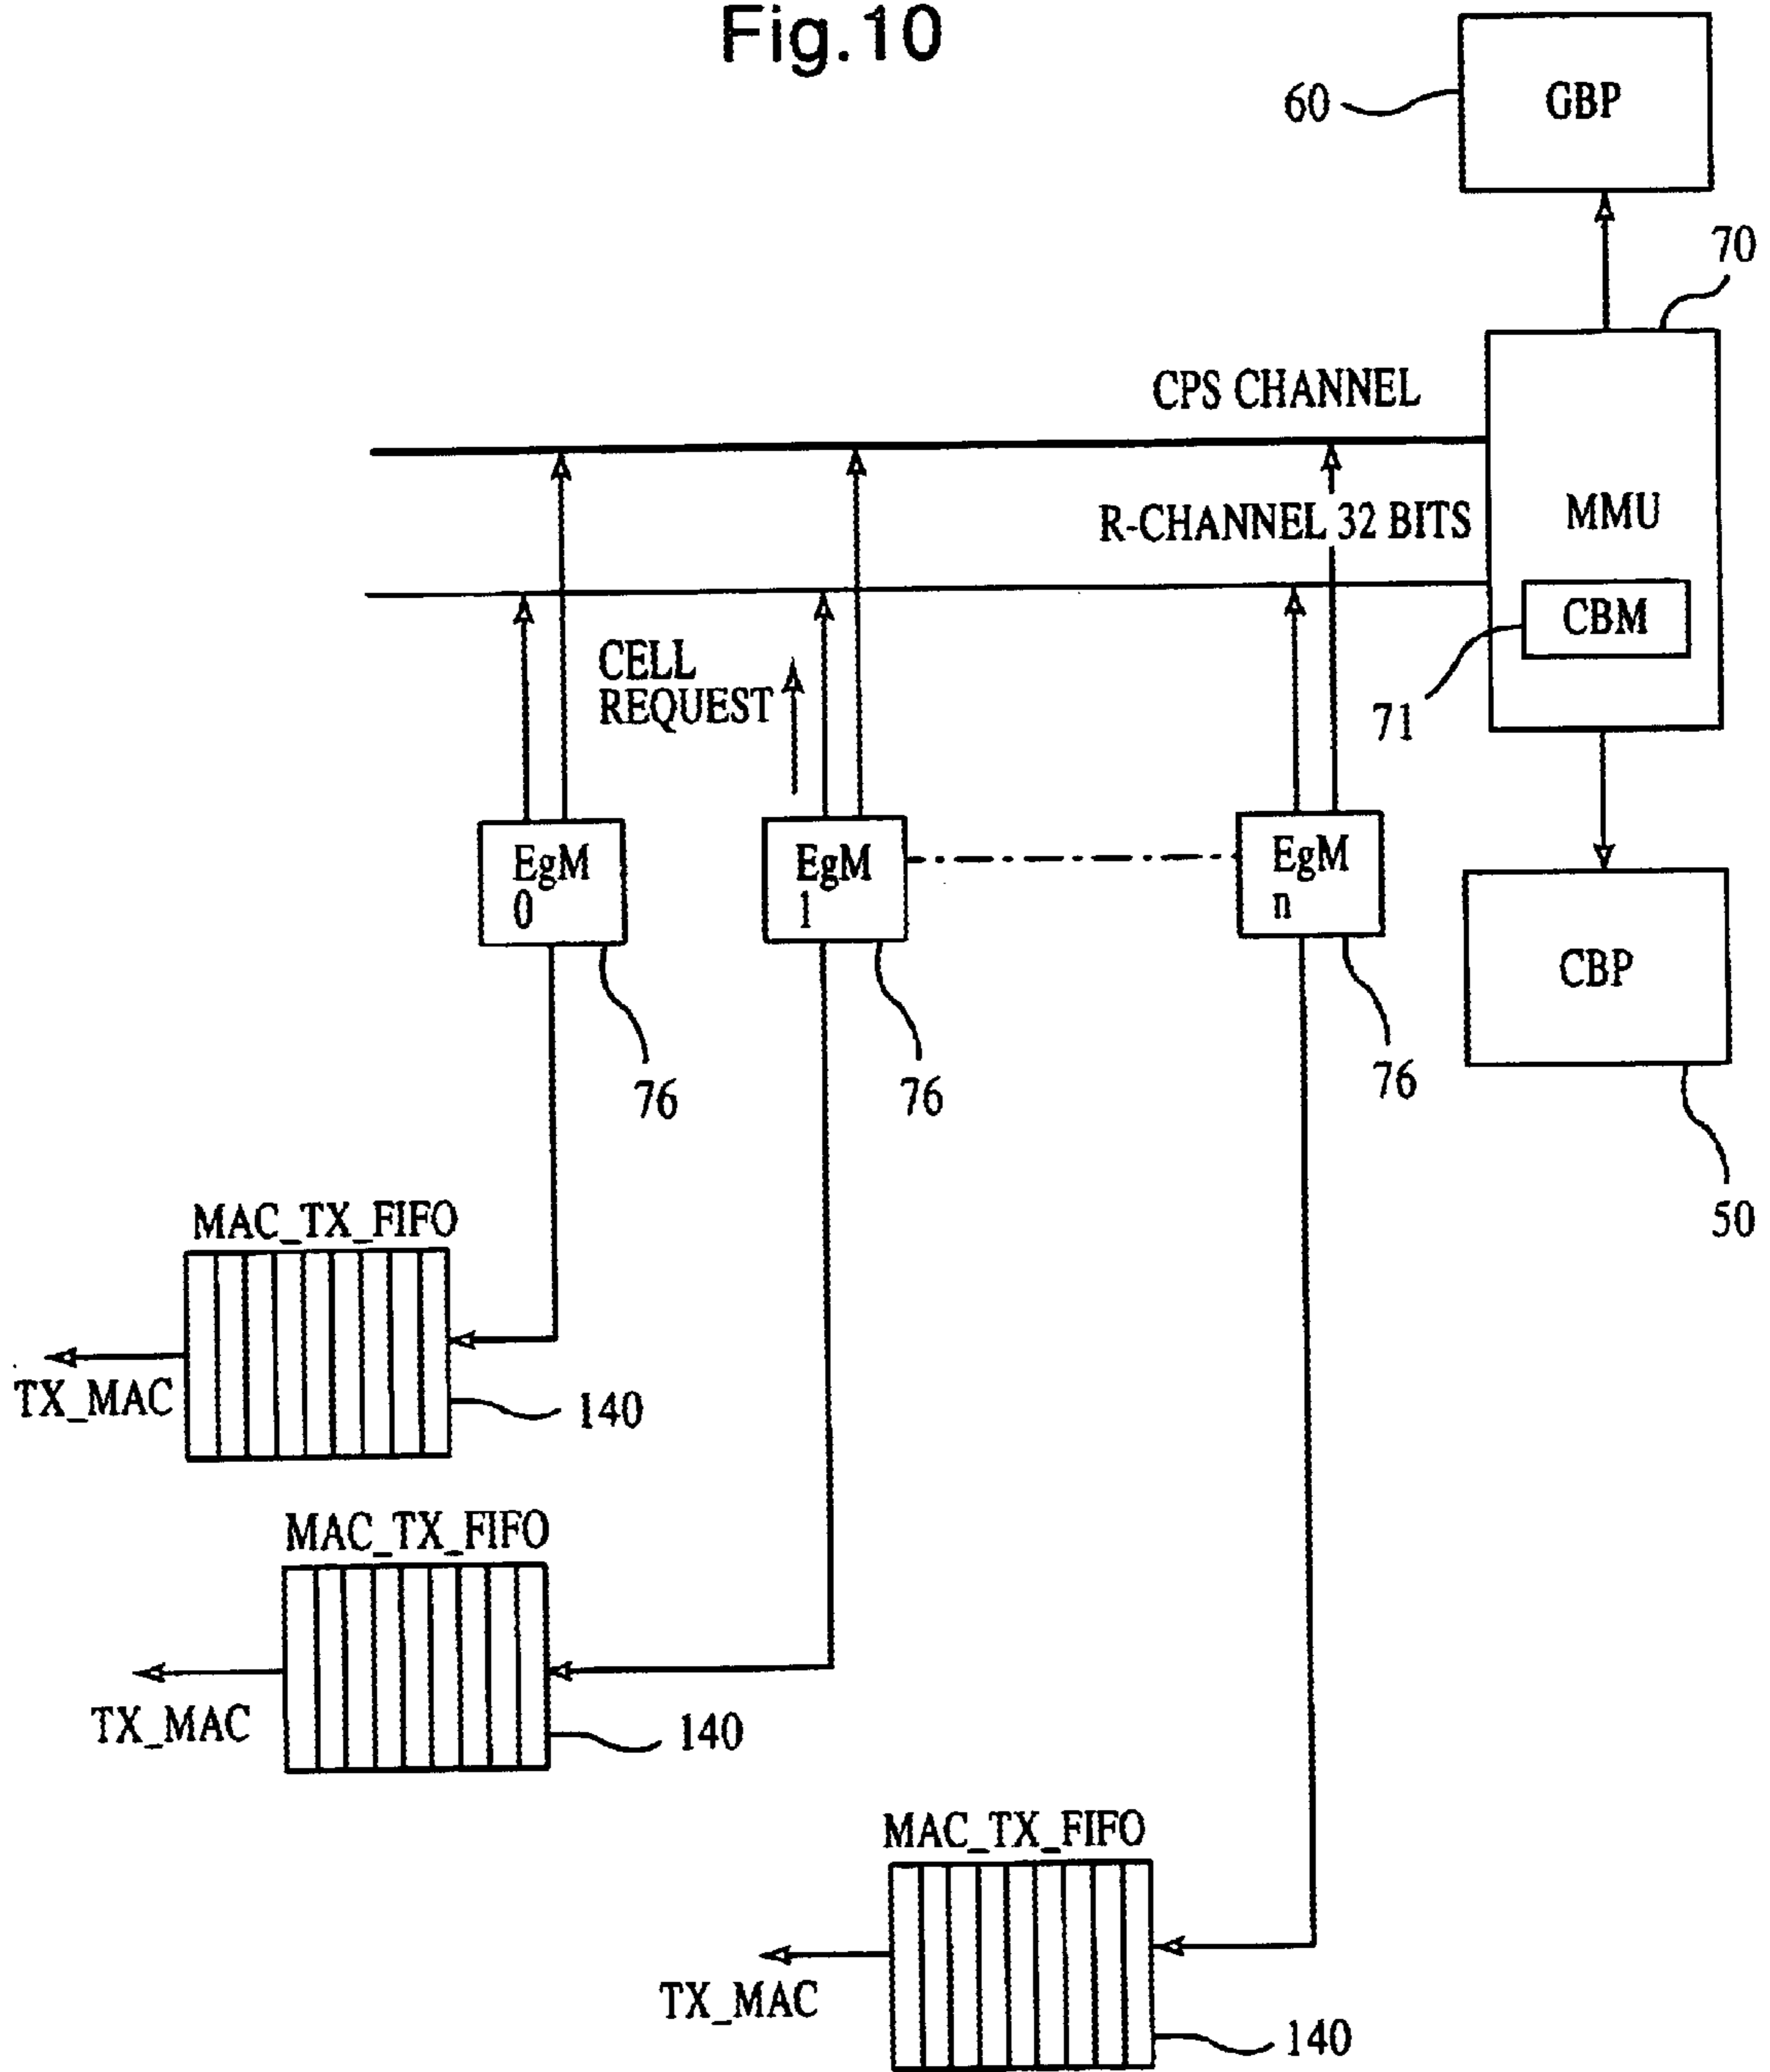 Fig.10
60
GBP
70
CPS CHANNEL
R-CHANNEL 32 BITS
MMU
CBM
71
CELL
REQUEST
EgM
0
EgM
1
EgM
n
76
76
76
CBP
50
MAC_TX_FIFO
TX_MAC
140
MAC_TX_FIFO
TX_MAC
140
MAC_TX_FIFO
TX_MAC
140